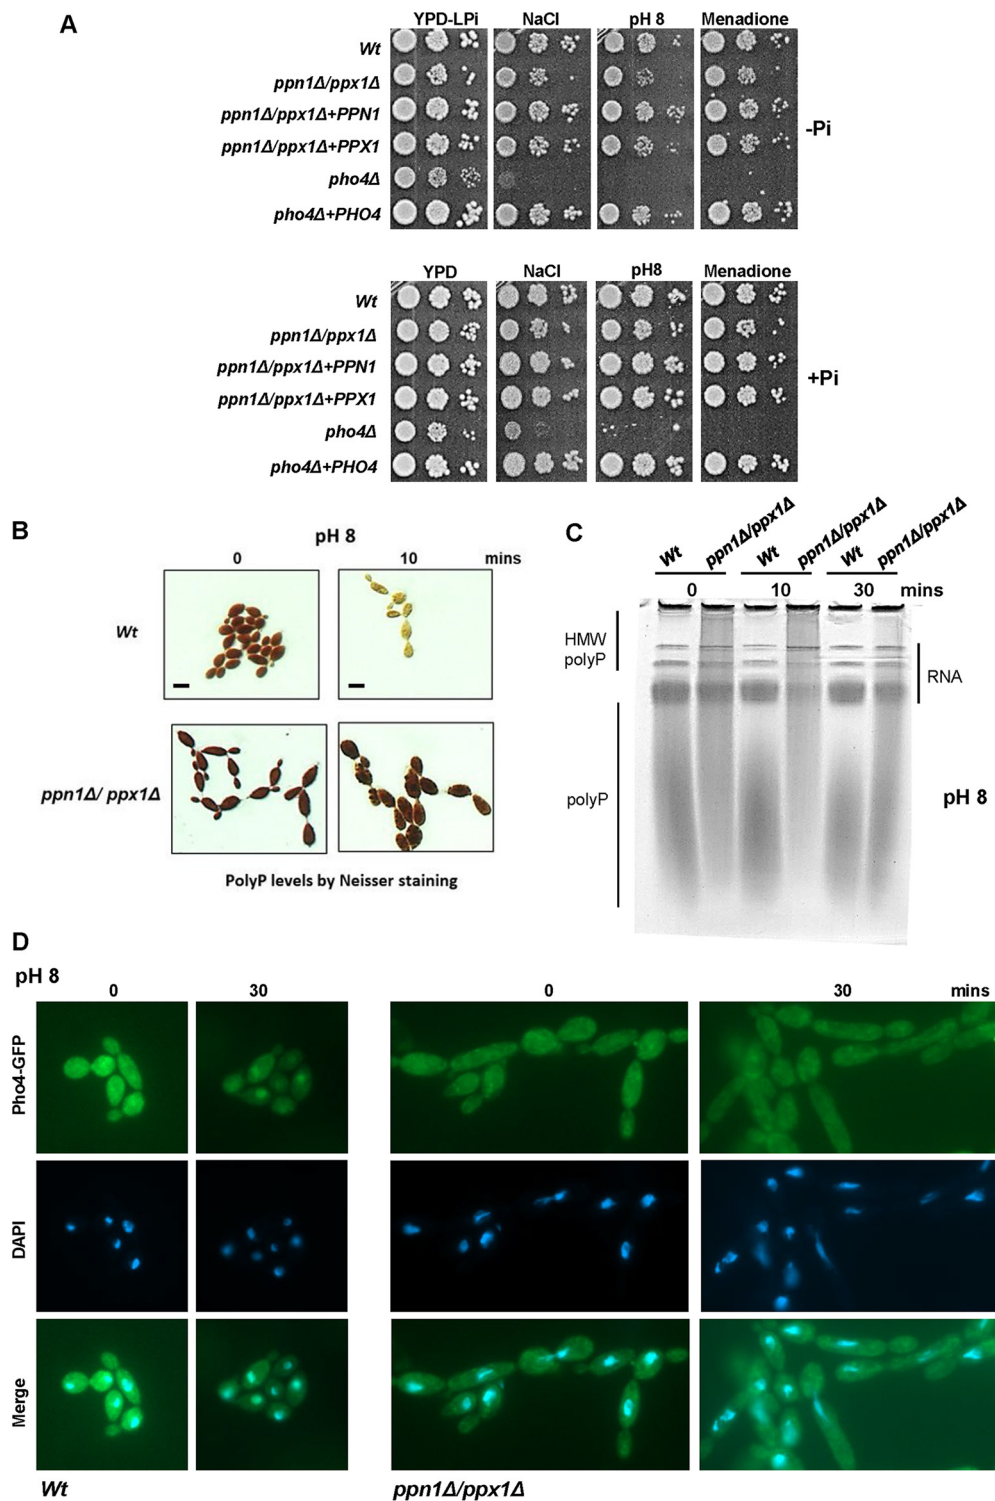 A
YPD-LPi NaCl pH 8 Menadione
Wt
ppn1Δ/ppx1Δ
ppn1Δ/ppx1Δ+PPN1
ppn1Δ/ppx1Δ+PPX1
pho4Δ
pho4Δ+PHO4
-Pi
YPD NaCl pH8 Menadione
Wt
ppn1Δ/ppx1Δ
ppn1Δ/ppx1Δ+PPN1
ppn1Δ/ppx1Δ+PPX1
pho4Δ
pho4Δ+PHO4
+Pi
B
pH 8
0 10 mins
Wt
ppn1Δ/ ppx1Δ
PolyP levels by Neisser staining
C
Wt ppn1Δ/ppx1Δ Wt ppn1Δ/ppx1Δ Wt ppn1Δ/ppx1Δ
0 10 30 mins
HMW
polyP
RNA
polyP
pH 8
D
pH 8
0 30 0 30 mins
Pho4-GFP
DAPI
Merge
Wt ppn1Δ/ppx1Δ